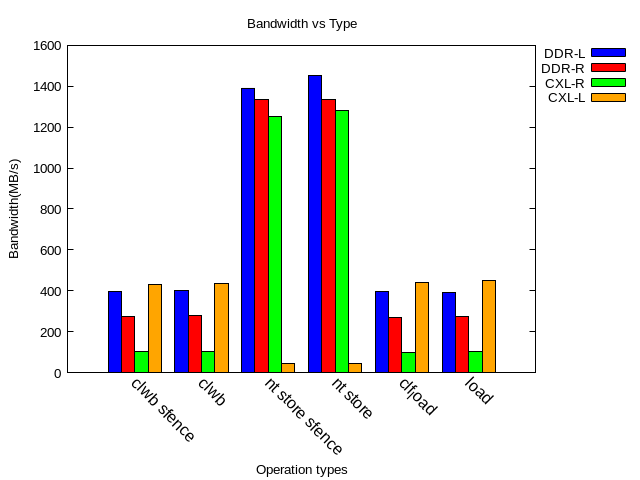 Bandwidth vs Type
DDR-L
DDR-R
CXL-R
CXL-L
1600
1400
1200
1000
800
600
400
200
0
Bandwidth(MB/s)
clwb sfence
clwb
nt store sfence
nt store
clfjoad
load
Operation types